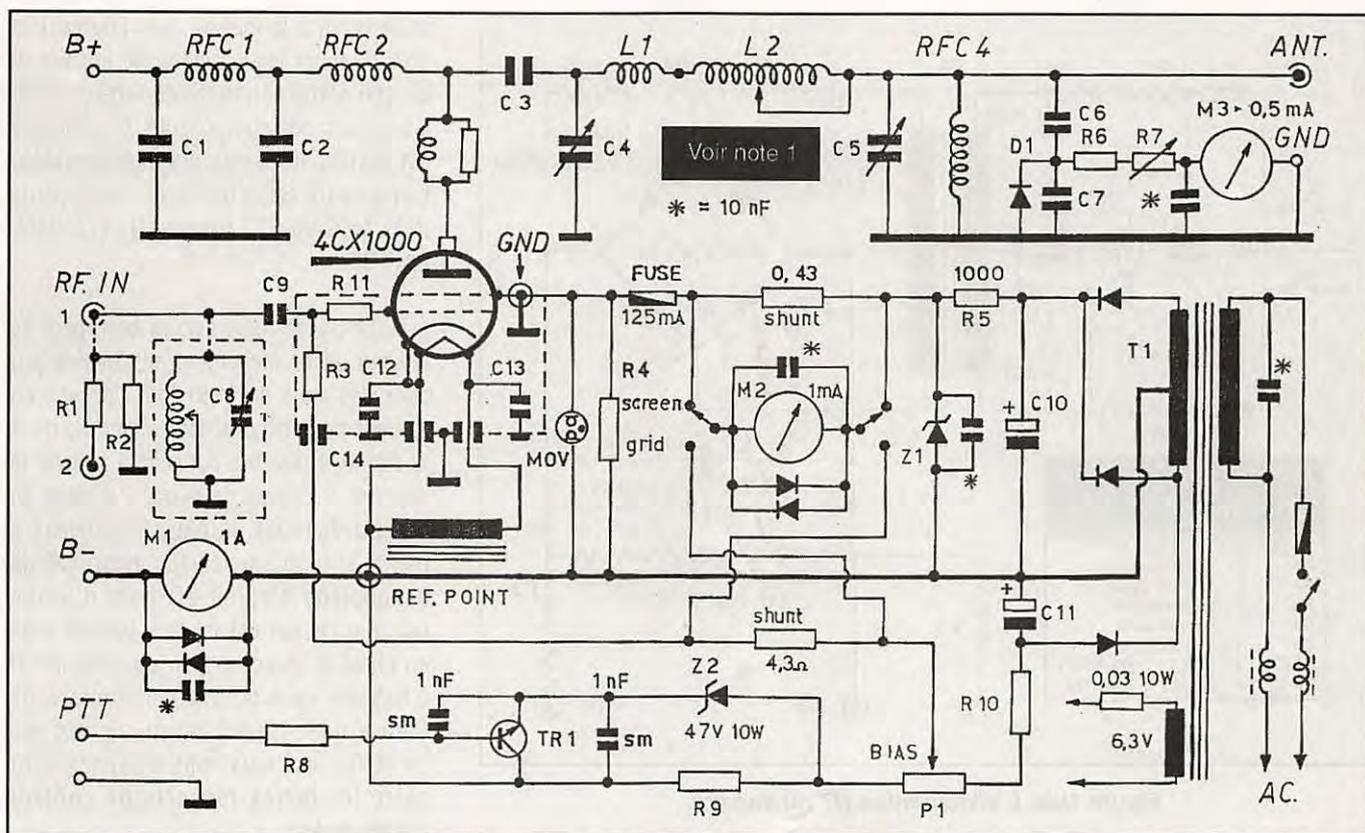 B+
RFC 1
RFC 2
L1
L2
RFC 4
ANT.
C3
C1
C2
C4
Voir note 1
* = 10 nF
C5
D1
C6
R6
R7
C7
*
M3 ► 0,5 mA
GND
4CX1000
GND
RF. IN
1
2
C9
R11
R3
C12
C13
C14
R1
R2
C8
MOV
FUSE
125mA
0,43
shunt
1000
R5
R4
screen
grid
*
M2
1mA
Z1
*
C10
T1
*
M1
1A
B-
REF. POINT
*
C11
shunt
4,3Ω
0,03 10W
6,3V
R10
1 nF
sm
1 nF
sm
Z2
47V 10W
PTT
R8
TR1
BIAS
R9
P1
AC.